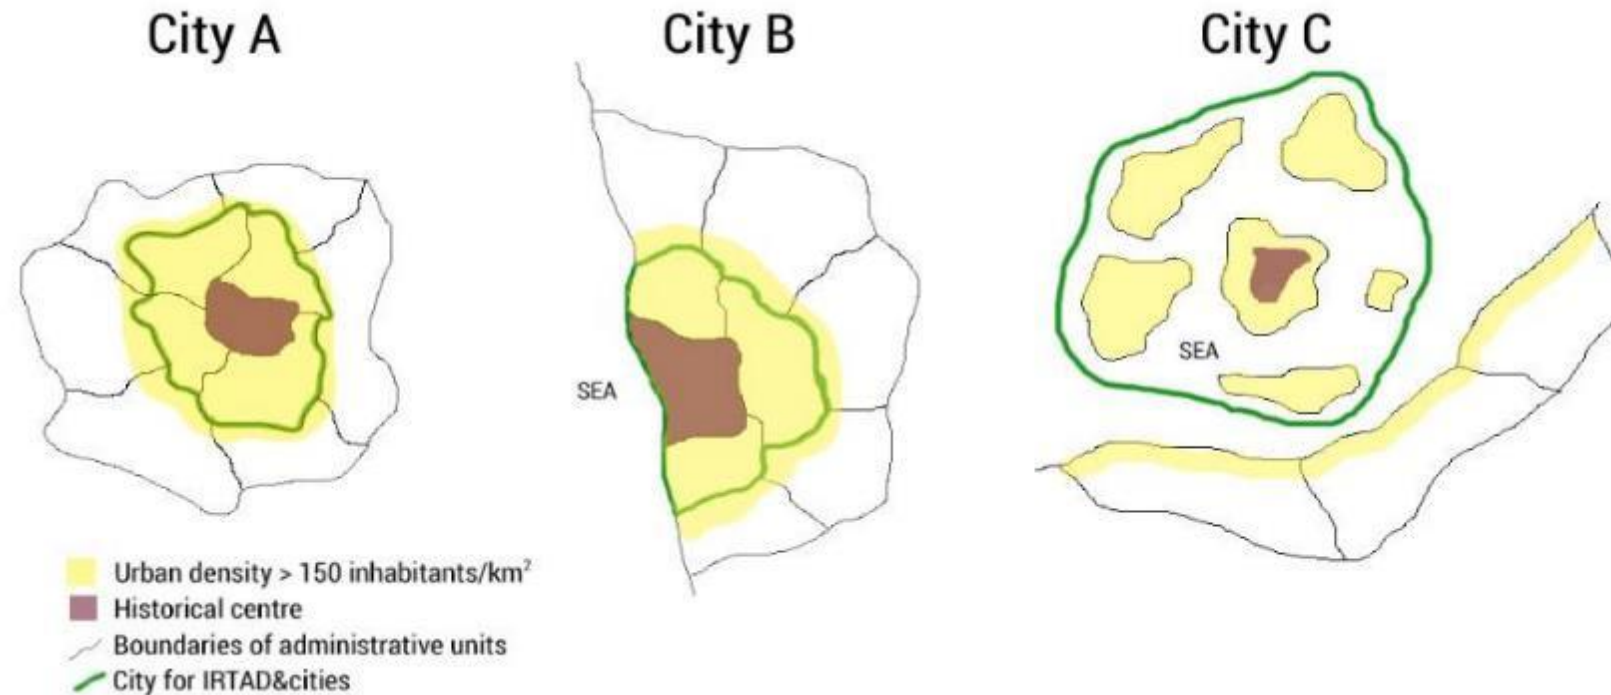 City A
City B
City C
SEA
SEA
Urban density > 150 inhabitants/km²
Historical centre
Boundaries of administrative units
City for IRTAD&cities